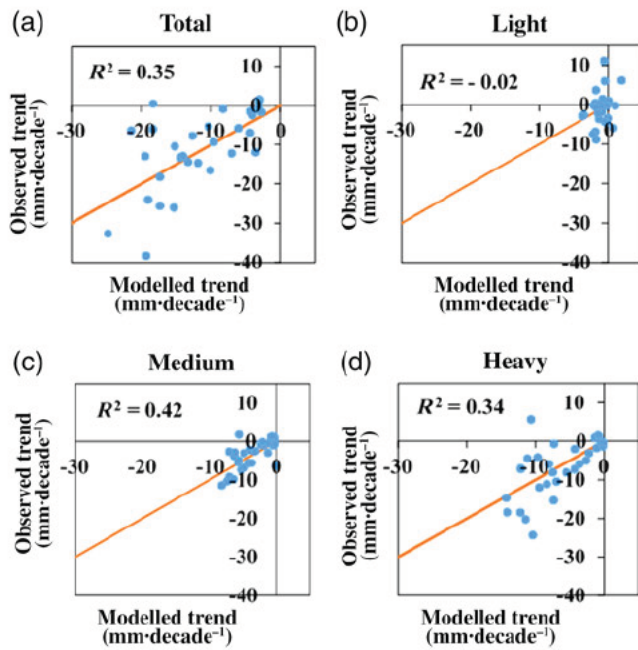 (a)
Total
R² = 0.35
10
0
-30
-20
-10
0
-10
-20
-30
-40
Observed trend
(mm·decade⁻¹)
Modelled trend
(mm·decade⁻¹)
(b)
Light
R² = - 0.02
10
0
-30
-20
-10
0
-10
-20
-30
-40
Observed trend
(mm·decade⁻¹)
Modelled trend
(mm·decade⁻¹)
(c)
Medium
R² = 0.42
10
0
-30
-20
-10
0
-10
-20
-30
-40
Observed trend
(mm·decade⁻¹)
Modelled trend
(mm·decade⁻¹)
(d)
Heavy
R² = 0.34
10
0
-30
-20
-10
0
-10
-20
-30
-40
Observed trend
(mm·decade⁻¹)
Modelled trend
(mm·decade⁻¹)